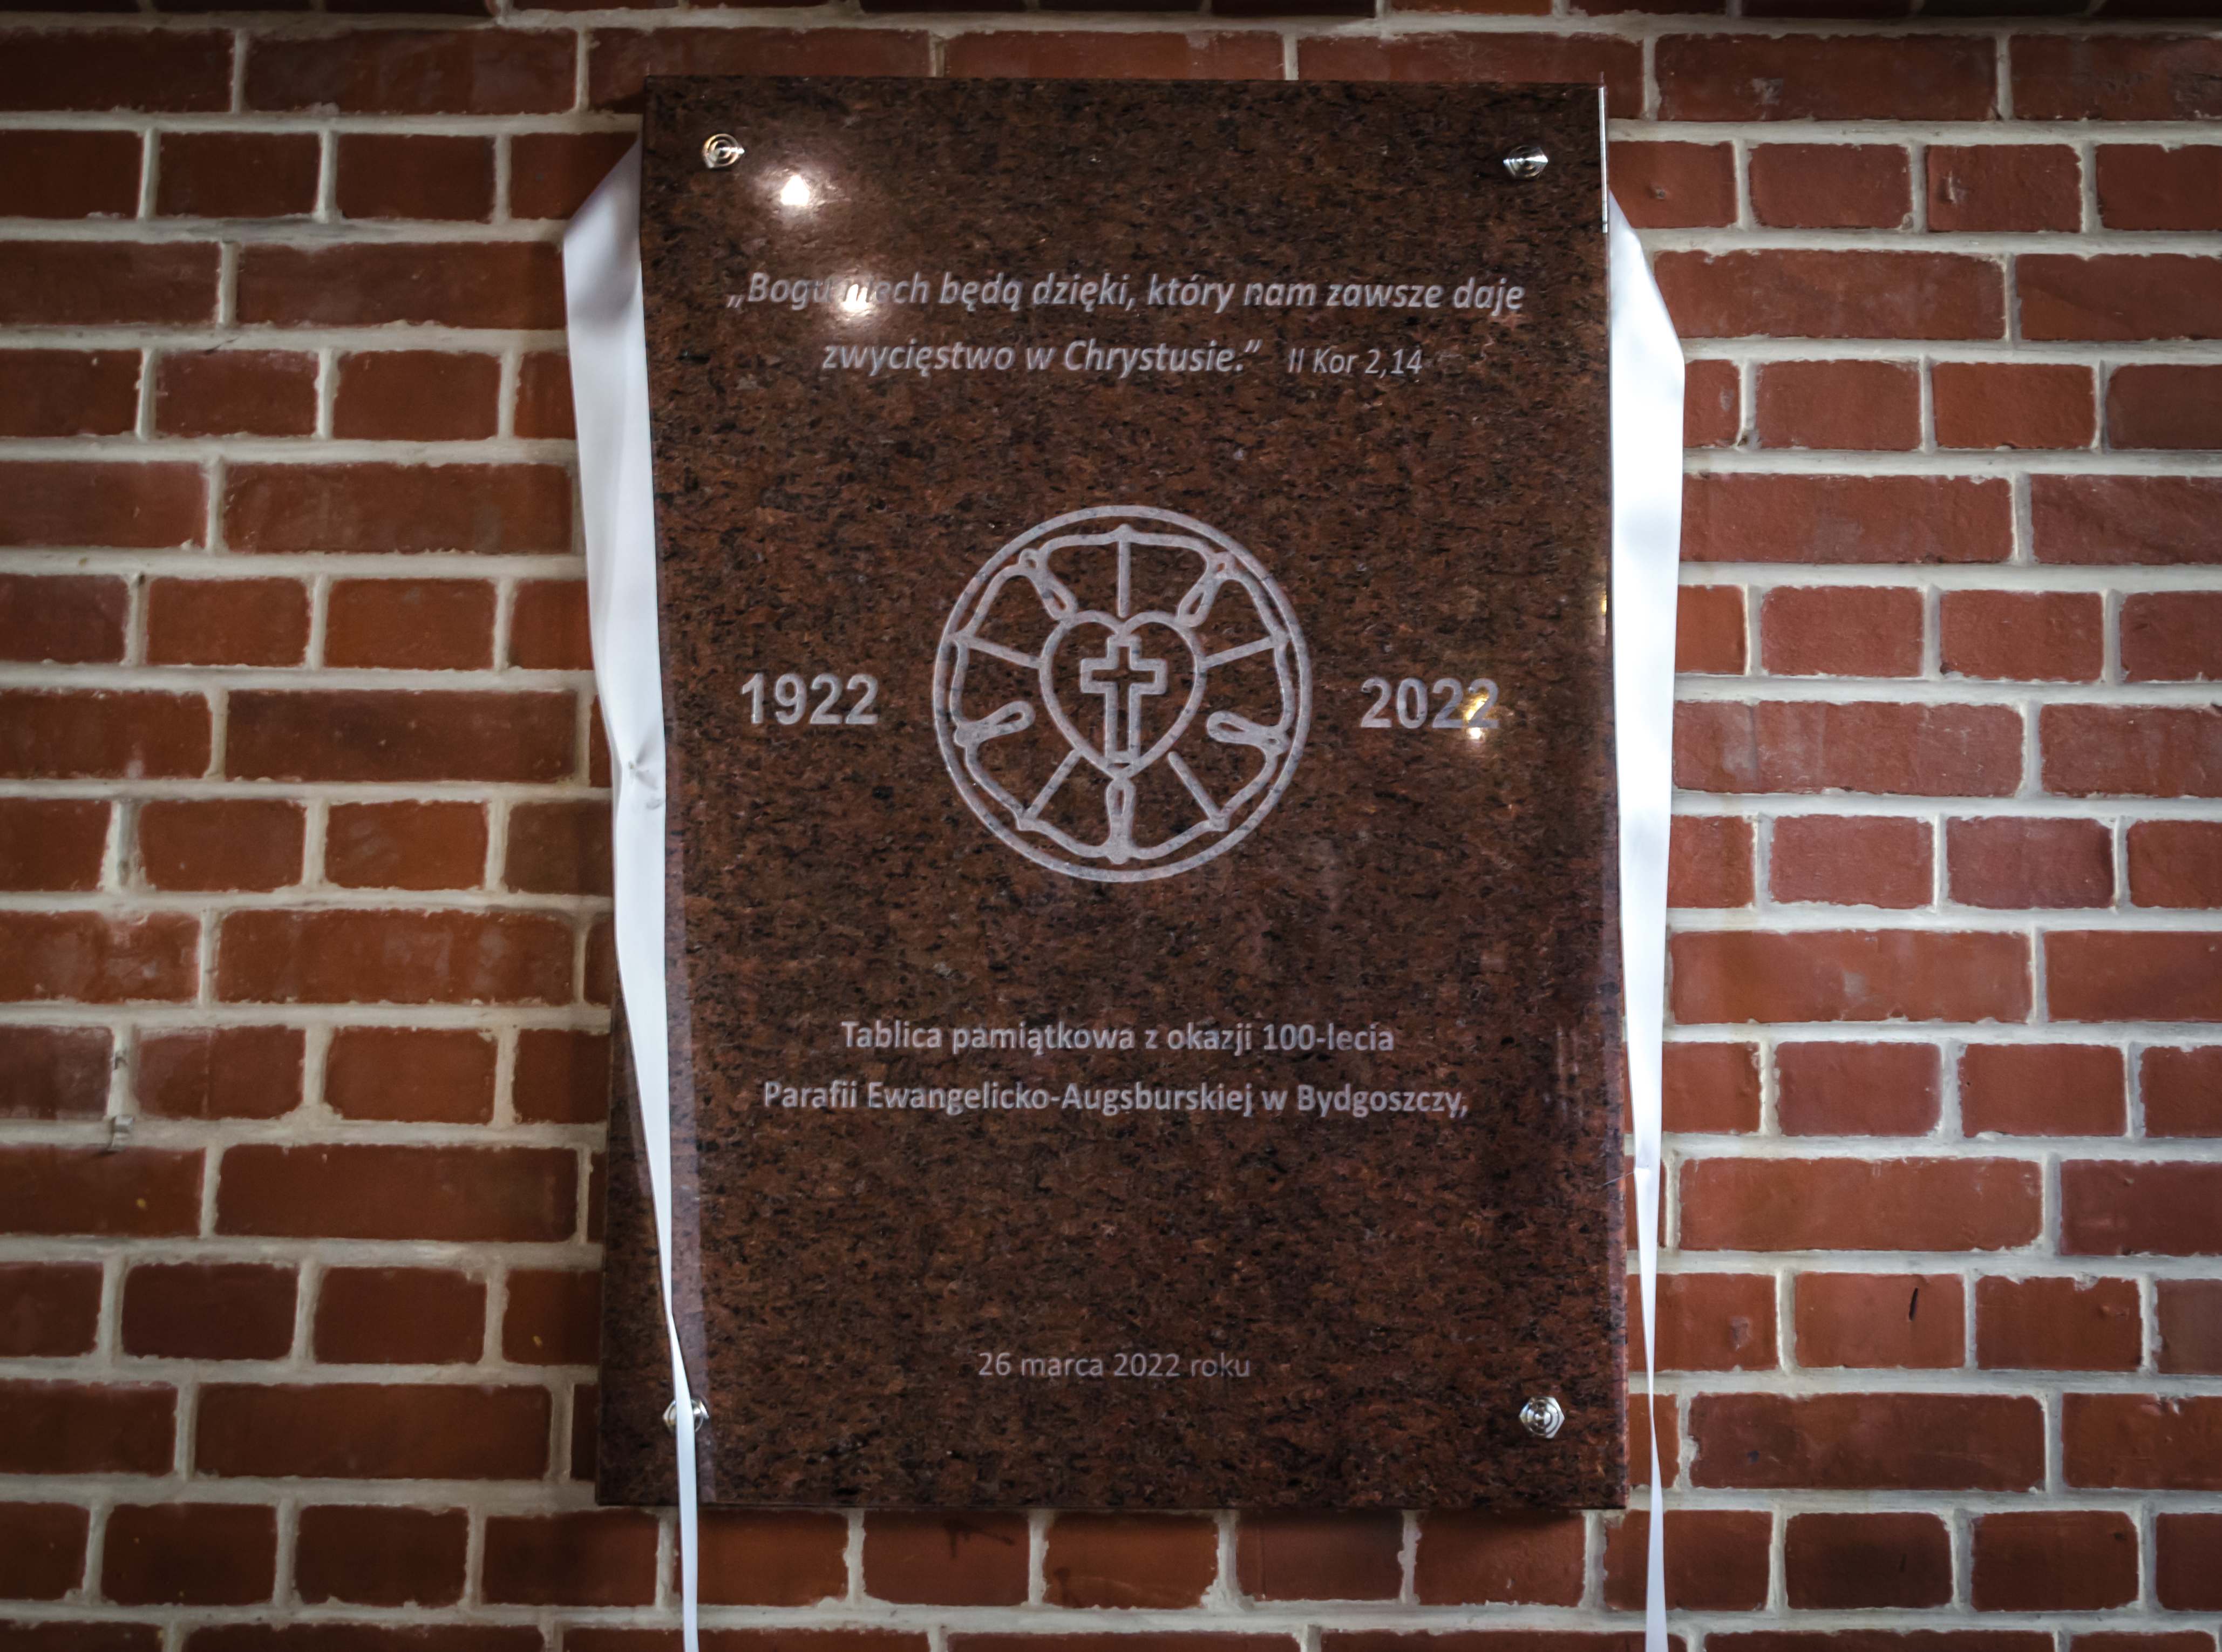 „Bogu niech będą dzięki, który nam zawsze daje
zwycięstwo w Chrystusie.” II Kor 2,14
1922 2022
Tablica pamiątkowa z okazji 100-lecia
Parafii Ewangelicko-Augsburskiej w Bydgoszczy,
26 marca 2022 roku